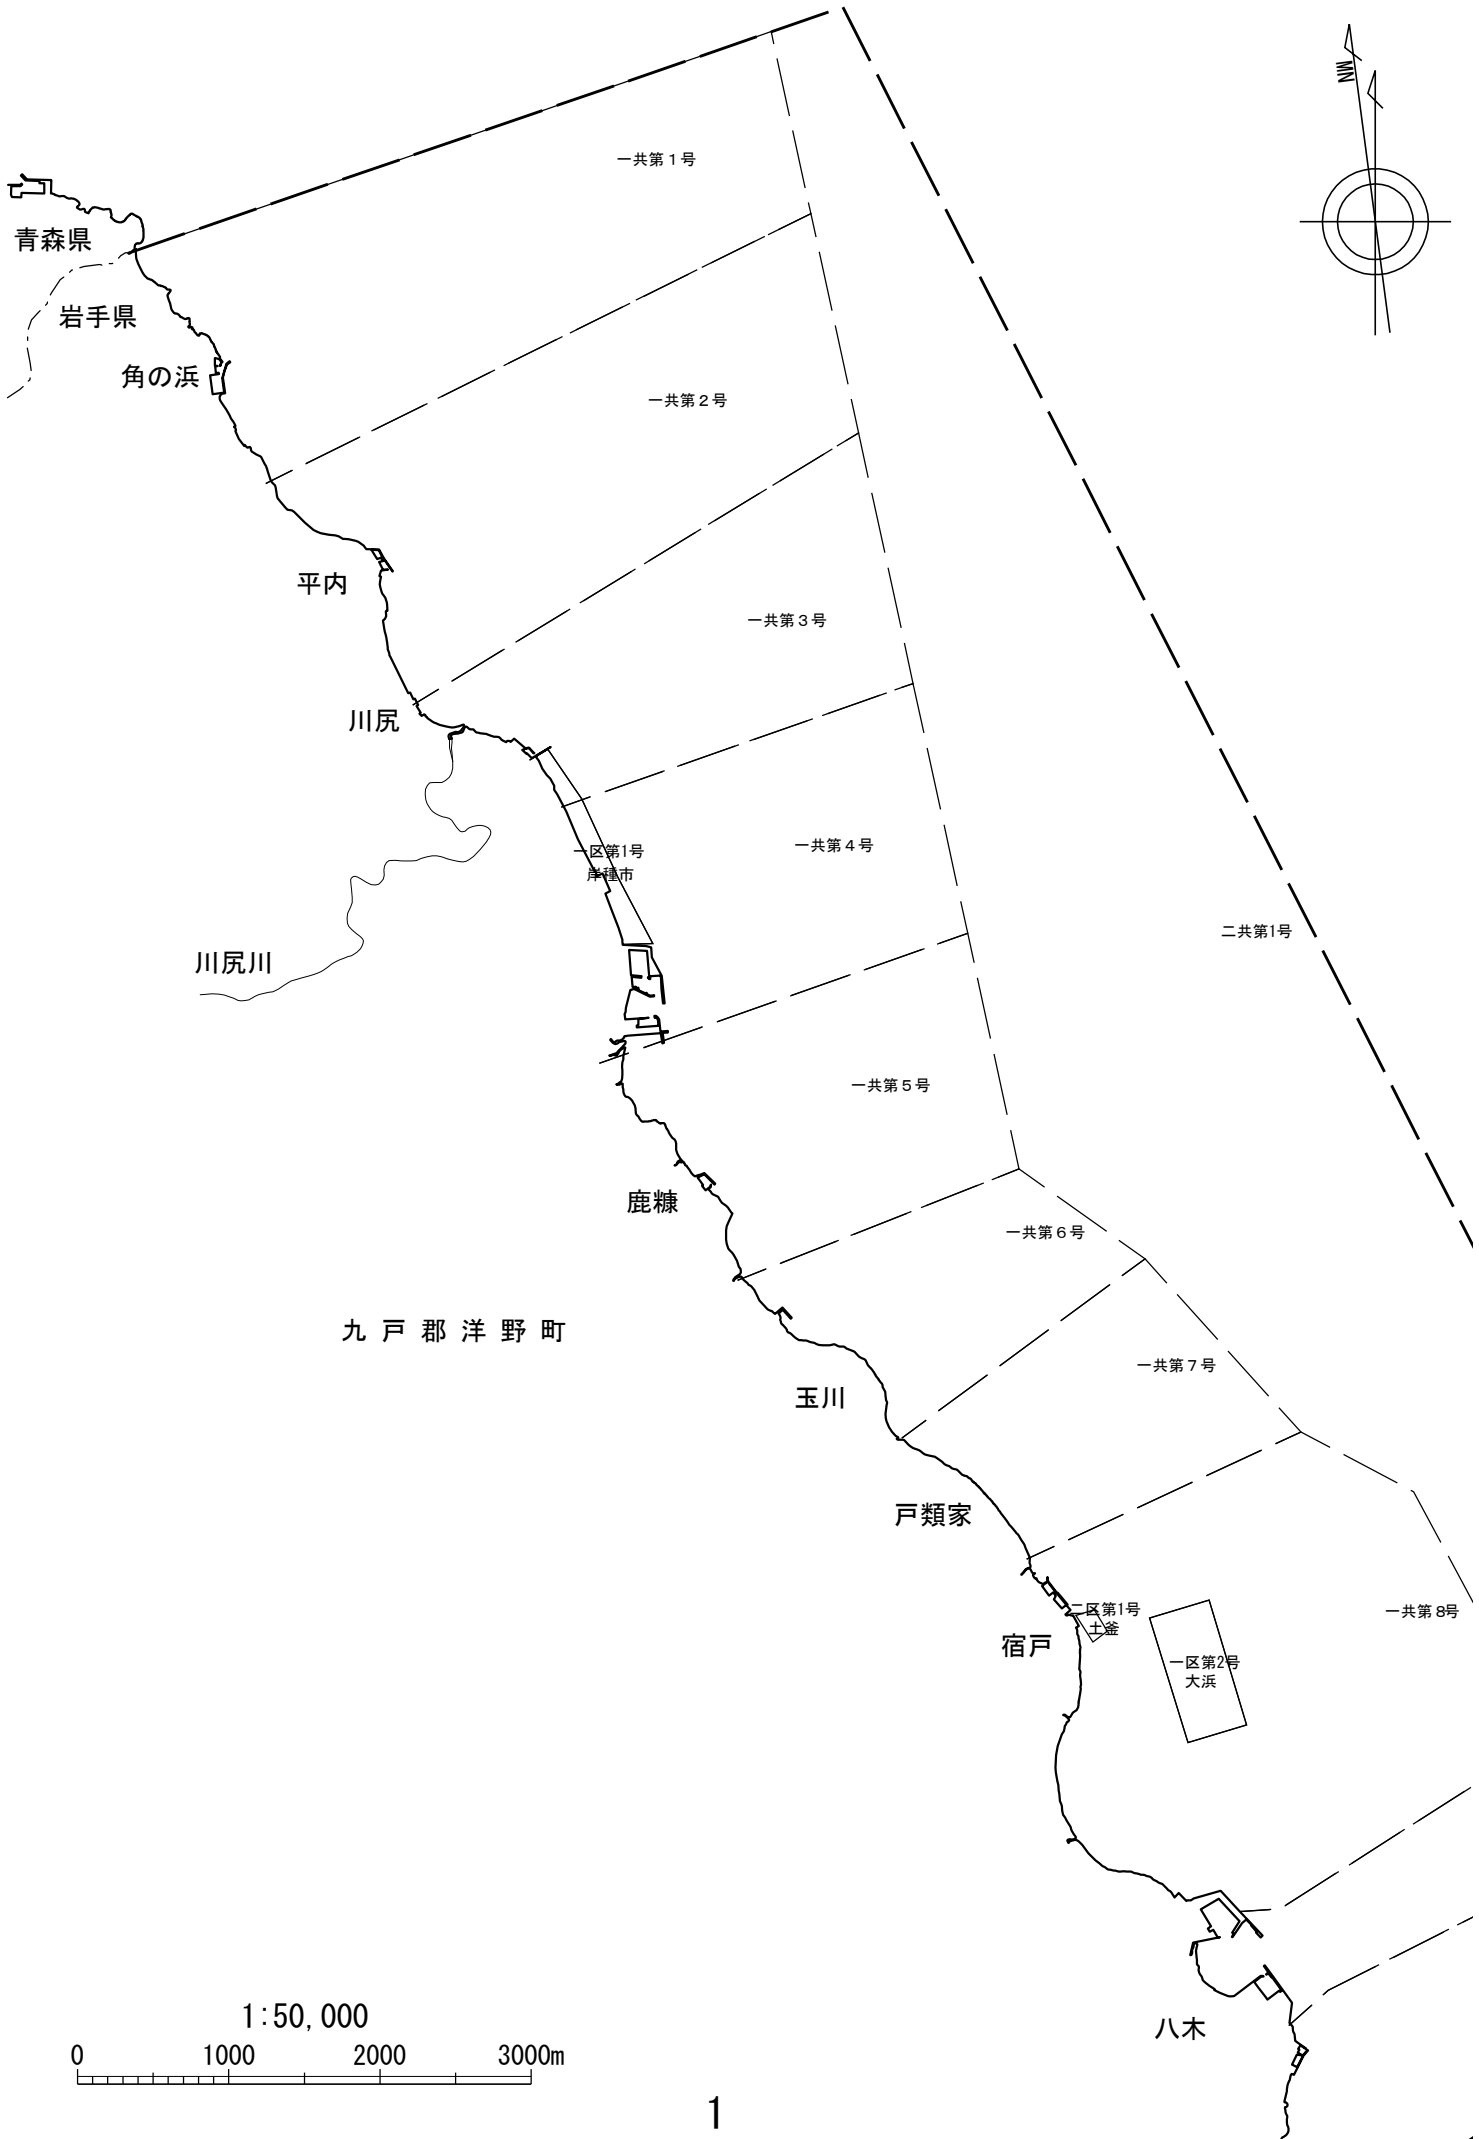 MN
一共第１号
青森県
岩手県
角の浜
一共第２号
平内
一共第３号
川尻
一区第1号
岸種市
一共第４号
二共第1号
川尻川
一共第５号
鹿糠
一共第６号
九戸郡洋野町
一共第７号
玉川
戸類家
二区第1号
土釜
一共第８号
宿戸
一区第2号
大浜
八木
1:50,000
0 1000 2000 3000m
1